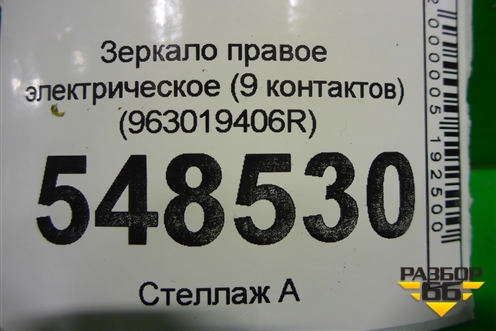 Зеркало правое
электрическое (9 контактов)
(963019406R)
548530
Стеллаж А
2000005192500
РАЗБОР
66